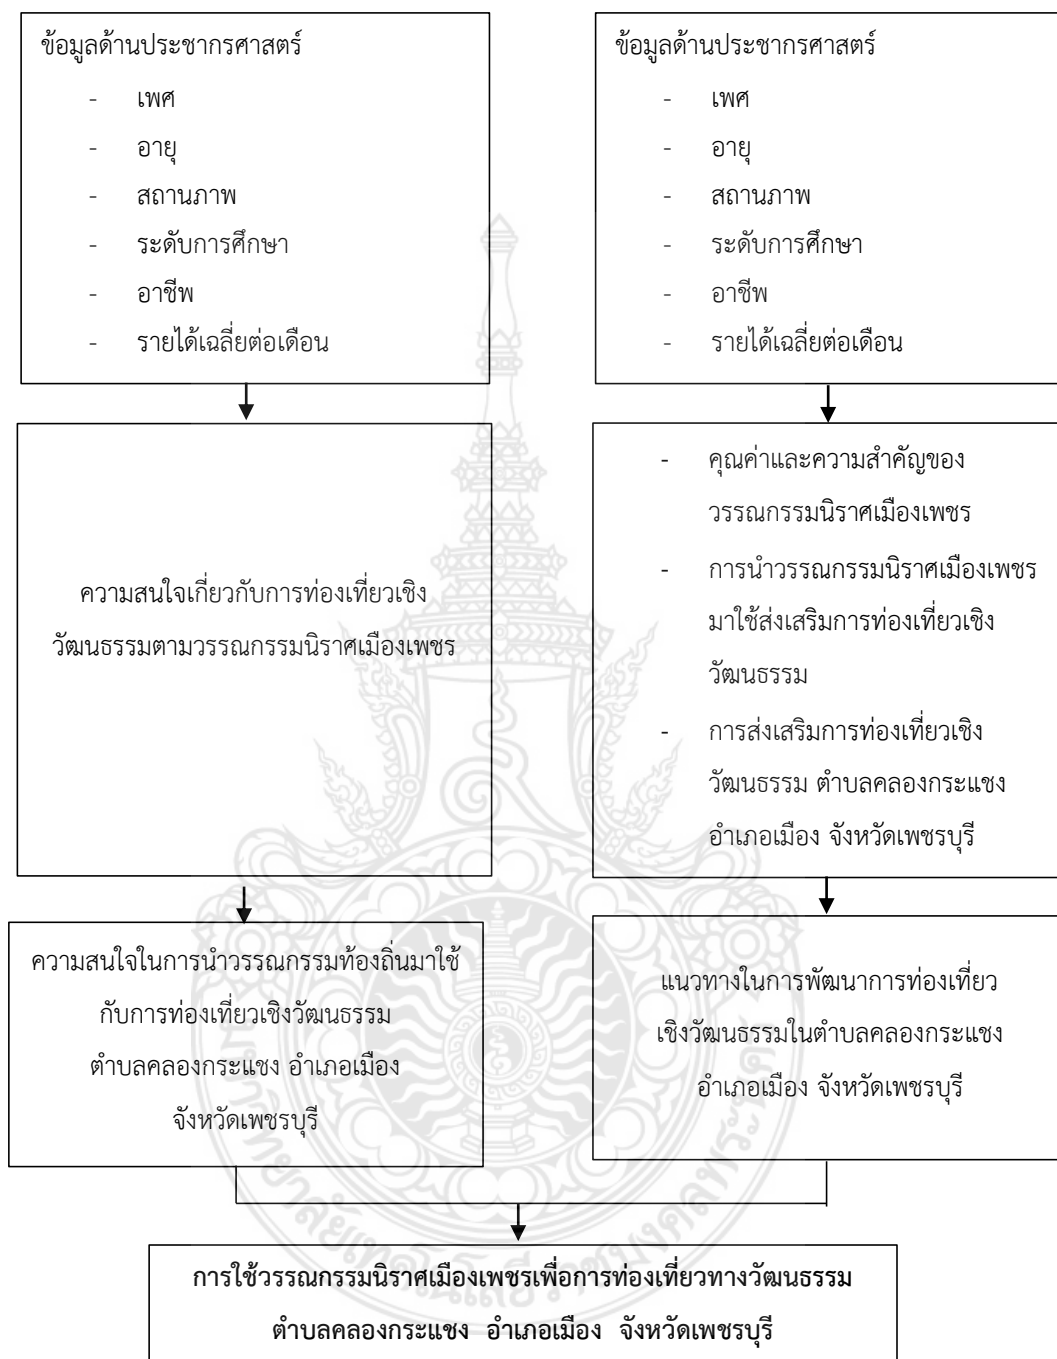 ข้อมูลด้านประชากรศาสตร์
- เพศ
- อายุ
- สถานภาพ
- ระดับการศึกษา
- อาชีพ
- รายได้เฉลี่ยต่อเดือน
ความสนใจเกี่ยวกับการท่องเที่ยวเชิง
วัฒนธรรมตามวรรณกรรมนิราศเมืองเพชร
ความสนใจในการนำวรรณกรรมท้องถิ่นมาใช้
กับการท่องเที่ยวเชิงวัฒนธรรม
ตำบลคลองกระแชง อำเภอเมือง
จังหวัดเพชรบุรี
ข้อมูลด้านประชากรศาสตร์
- เพศ
- อายุ
- สถานภาพ
- ระดับการศึกษา
- อาชีพ
- รายได้เฉลี่ยต่อเดือน
- คุณค่าและความสำคัญของ
วรรณกรรมนิราศเมืองเพชร
- การนำวรรณกรรมนิราศเมืองเพชร
มาใช้ส่งเสริมการท่องเที่ยวเชิง
วัฒนธรรม
- การส่งเสริมการท่องเที่ยวเชิง
วัฒนธรรม ตำบลคลองกระแชง
อำเภอเมือง จังหวัดเพชรบุรี
แนวทางในการพัฒนาการท่องเที่ยว
เชิงวัฒนธรรมในตำบลคลองกระแชง
อำเภอเมือง จังหวัดเพชรบุรี
การใช้วรรณกรรมนิราศเมืองเพชรเพื่อการท่องเที่ยวทางวัฒนธรรม
ตำบลคลองกระแชง อำเภอเมือง จังหวัดเพชรบุรี